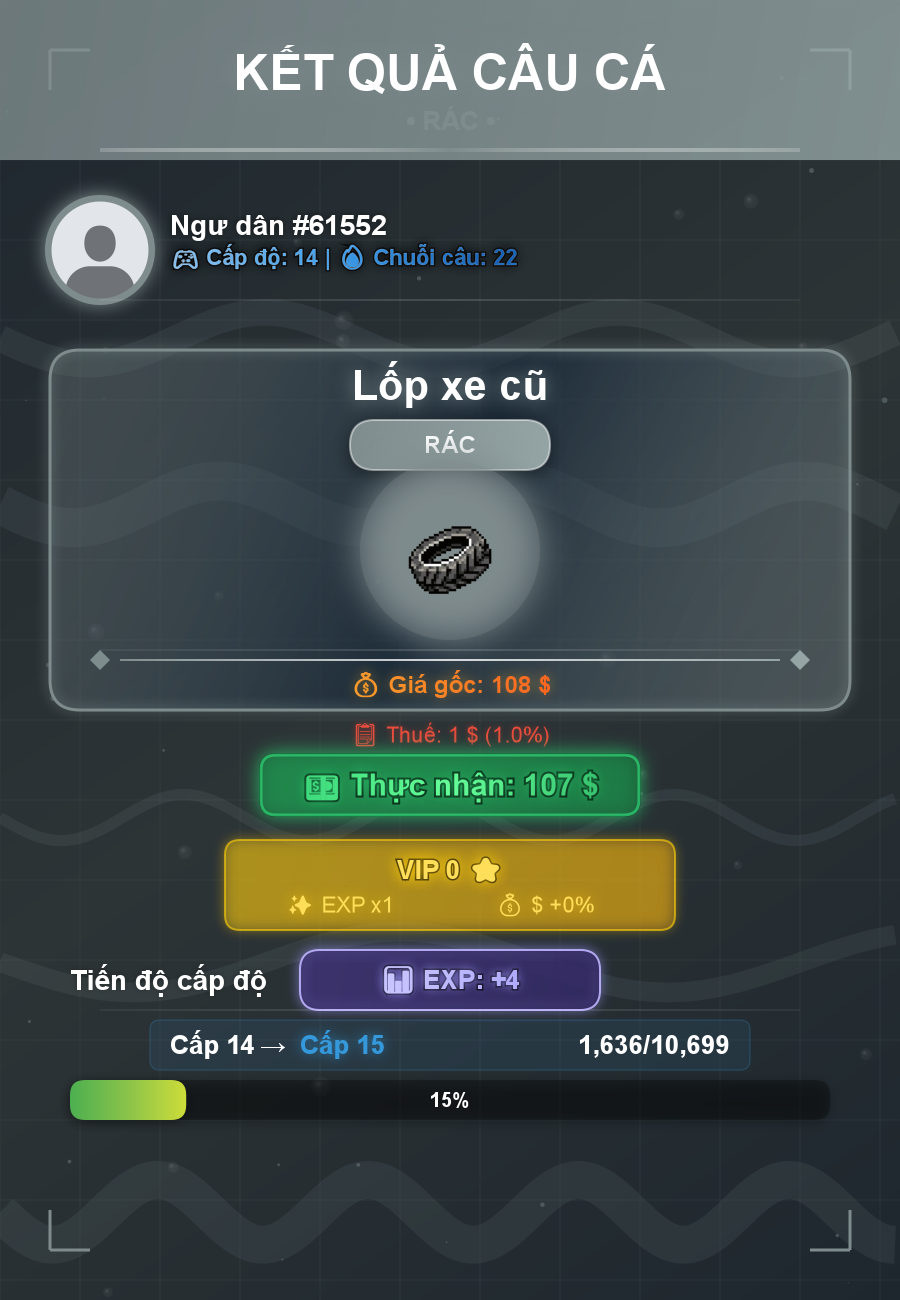 KẾT QUẢ CÂU CÁ
• RÁC •
Ngư dân #61552
Cấp độ: 14 | Chuỗi câu: 22
Lốp xe cũ
RÁC
Giá gốc: 108 $
Thuế: 1 $ (1.0%)
Thực nhận: 107 $
VIP 0
EXP x1 $ +0%
Tiến độ cấp độ EXP: +4
Cấp 14 → Cấp 15 1,636/10,699
15%